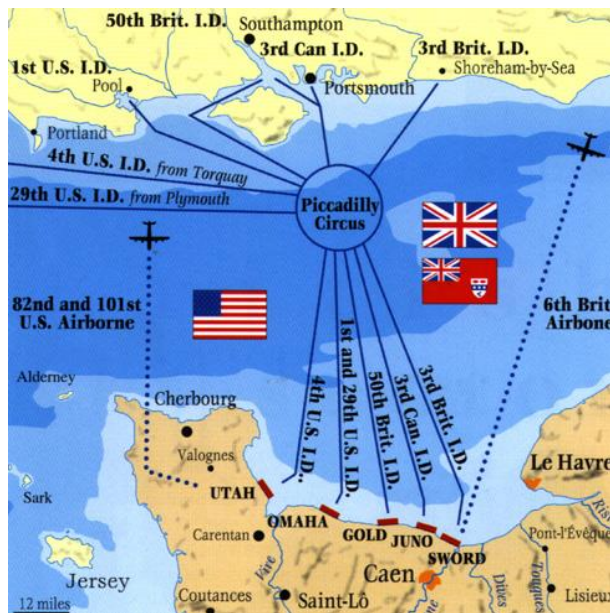 50th Brit. I.D.
Southampton
3rd Can I.D.
3rd Brit. I.D.
1st U.S. I.D.
Pool
Portsmouth
Shoreham-by-Sea
Portland
4th U.S. I.D. from Torquay
29th U.S. I.D. from Plymouth
Piccadilly
Circus
82nd and 101st
U.S. Airborne
6th Brit
Airbone
4th U.S. I.D.
1st and 29th U.S. I.D.
50th Brit. I.D.
3rd Can. I.D.
3rd Brit. I.D.
Alderney
Cherbourg
Valognes
Le Havre
Sark
UTAH
OMAHA
GOLD
JUNO
SWORD
Carentan
Vire
Pont-l'Évêque
Jersey
Caen
Dives
Touques
Coutances
Saint-Lô
Lisieux
12 miles